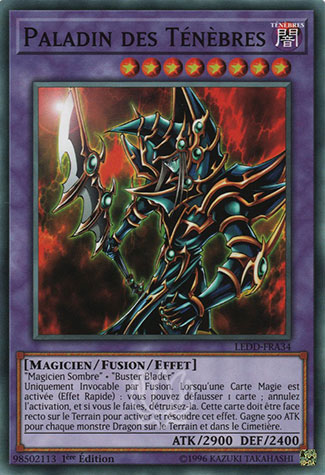 PALADIN DES TÉNÈBRES
TÉNÈBRES
闇
LEDD-FRA34
[MAGICIEN/FUSION/EFFET]
"Magicien Sombre" + "Buster Blader"
Uniquement Invocable par Fusion. Lorsqu'une Carte Magie est
activée (Effet Rapide) : vous pouvez défausser 1 carte ; annulez
l'activation, et si vous le faites, détruisez-la. Cette carte doit être face
recto sur le Terrain pour activer et résoudre cet effet. Gagne 500 ATK
pour chaque monstre Dragon sur le Terrain et dans le Cimetière.
ATK/2900 DEF/2400
98502113 1ère Edition ©1996 KAZUKI TAKAHASHI